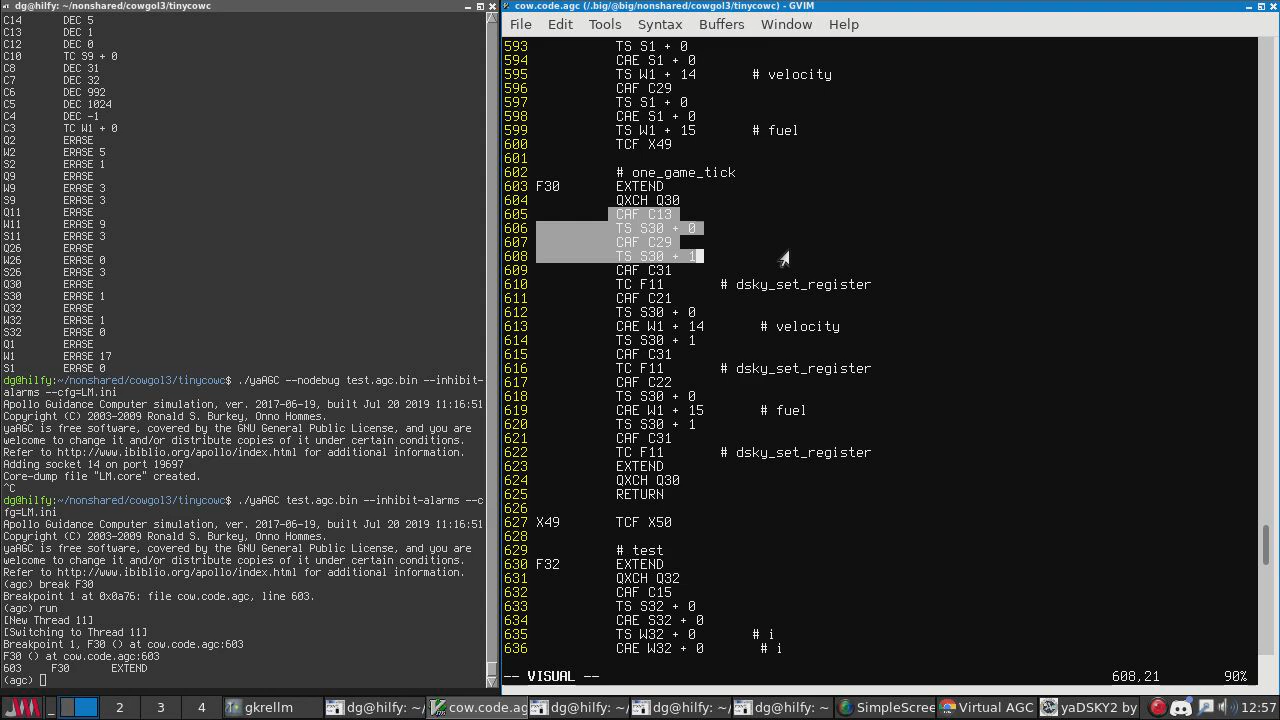 dg@hilfy: ~/nonshared/cowgol3/tinycowc
C14 DEC 5
C13 DEC 1
C12 DEC 0
C10 TC S9 + 0
C8 DEC 31
C7 DEC 32
C6 DEC 992
C5 DEC 1024
C4 DEC -1
C3 TC W1 + 0
Q2 ERASE
W2 ERASE 5
S2 ERASE 1
Q9 ERASE
W9 ERASE 3
S9 ERASE 3
Q11 ERASE
W11 ERASE 9
S11 ERASE 3
Q26 ERASE
W26 ERASE 0
S26 ERASE 3
Q30 ERASE
S30 ERASE 1
Q32 ERASE
W32 ERASE 1
S32 ERASE 0
Q1 ERASE
W1 ERASE 17
S1 ERASE 0
dg@hilfy:~/nonshared/cowgol3/tinycowc$ ./yaAGC --nodebug test.agc.bin --inhibit-
alarms --cfg=LM.ini
Apollo Guidance Computer simulation, ver. 2017-06-19, built Jul 20 2019 11:16:51
Copyright (C) 2003-2009 Ronald S. Burkey, Onno Hommes.
yaAGC is free software, covered by the GNU General Public License, and you are
welcome to change it and/or distribute copies of it under certain conditions.
Refer to http://www.ibiblio.org/apollo/index.html for additional information.
Adding socket 14 on port 19697
Core-dump file "LM.core" created.
^C
dg@hilfy:~/nonshared/cowgol3/tinycowc$ ./yaAGC test.agc.bin --inhibit-alarms --c
fg=LM.ini
Apollo Guidance Computer simulation, ver. 2017-06-19, built Jul 20 2019 11:16:51
Copyright (C) 2003-2009 Ronald S. Burkey, Onno Hommes.
yaAGC is free software, covered by the GNU General Public License, and you are
welcome to change it and/or distribute copies of it under certain conditions.
Refer to http://www.ibiblio.org/apollo/index.html for additional information.
(agc) break F30
Breakpoint 1 at 0x0a76: file cow.code.agc, line 603.
(agc) run
[New Thread 11]
[Switching to Thread 11]
Breakpoint 1, F30 () at cow.code.agc:603
F30 () at cow.code.agc:603
603 F30 EXTEND
(agc)
cow.code.agc (/.big/@big/nonshared/cowgol3/tinycowc) - GVIM
File Edit Tools Syntax Buffers Window Help
593 TS S1 + 0
594 CAE S1 + 0
595 TS W1 + 14 # velocity
596 CAF C29
597 TS S1 + 0
598 CAE S1 + 0
599 TS W1 + 15 # fuel
600 TCF X49
601
602 # one_game_tick
603 F30 EXTEND
604 QXCH Q30
605 CAF C13
606 TS S30 + 0
607 CAF C29
608 TS S30 + 1
609 CAF C31
610 TC F11 # dsky_set_register
611 CAF C21
612 TS S30 + 0
613 CAE W1 + 14 # velocity
614 TS S30 + 1
615 CAF C31
616 TC F11 # dsky_set_register
617 CAF C22
618 TS S30 + 0
619 CAE W1 + 15 # fuel
620 TS S30 + 1
621 CAF C31
622 TC F11 # dsky_set_register
623 EXTEND
624 QXCH Q30
625 RETURN
626
627 X49 TCF X50
628
629 # test
630 F32 EXTEND
631 QXCH Q32
632 CAF C15
633 TS S32 + 0
634 CAE S32 + 0
635 TS W32 + 0 # i
636 CAE W32 + 0 # i
-- VISUAL -- 608,21 90%
2 3 4 gkrellm dg@hilfy: ~/ cow.code.ag dg@hilfy: ~/ dg@hilfy: ~/ dg@hilfy: ~/ SimpleScree Virtual AGC yaDSKY2 by 12:57